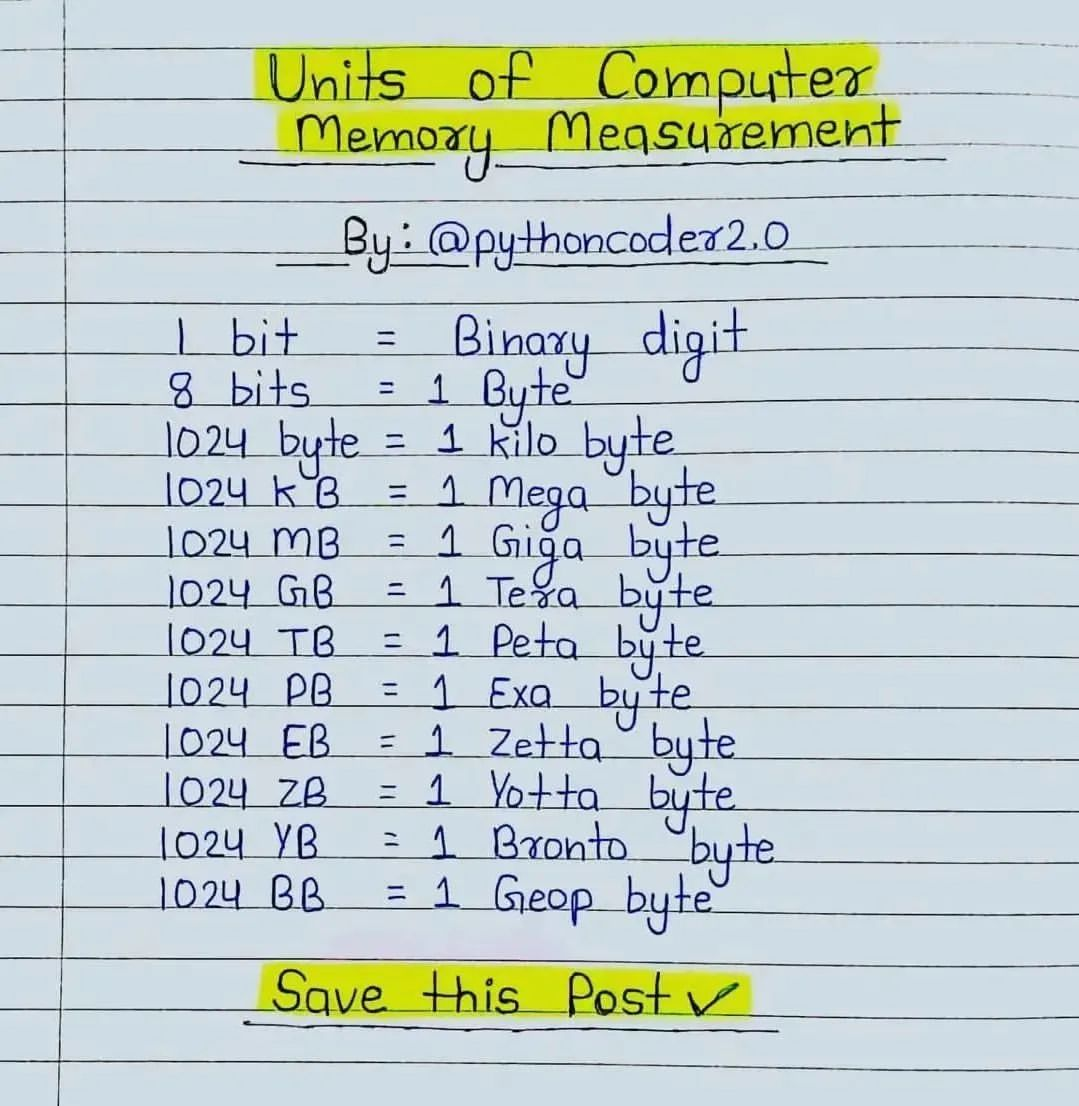 Units of Computer
Memory Measurement
By: @pythoncoder2.0
1 bit = Binary digit
8 bits = 1 Byte
1024 byte = 1 kilo byte
1024 KB = 1 Mega byte
1024 MB = 1 Giga byte
1024 GB = 1 Tera byte
1024 TB = 1 Peta byte
1024 PB = 1 Exa byte
1024 EB = 1 Zetta byte
1024 ZB = 1 Yotta byte
1024 YB = 1 Bronto byte
1024 BB = 1 Geop byte
Save this Post ✓